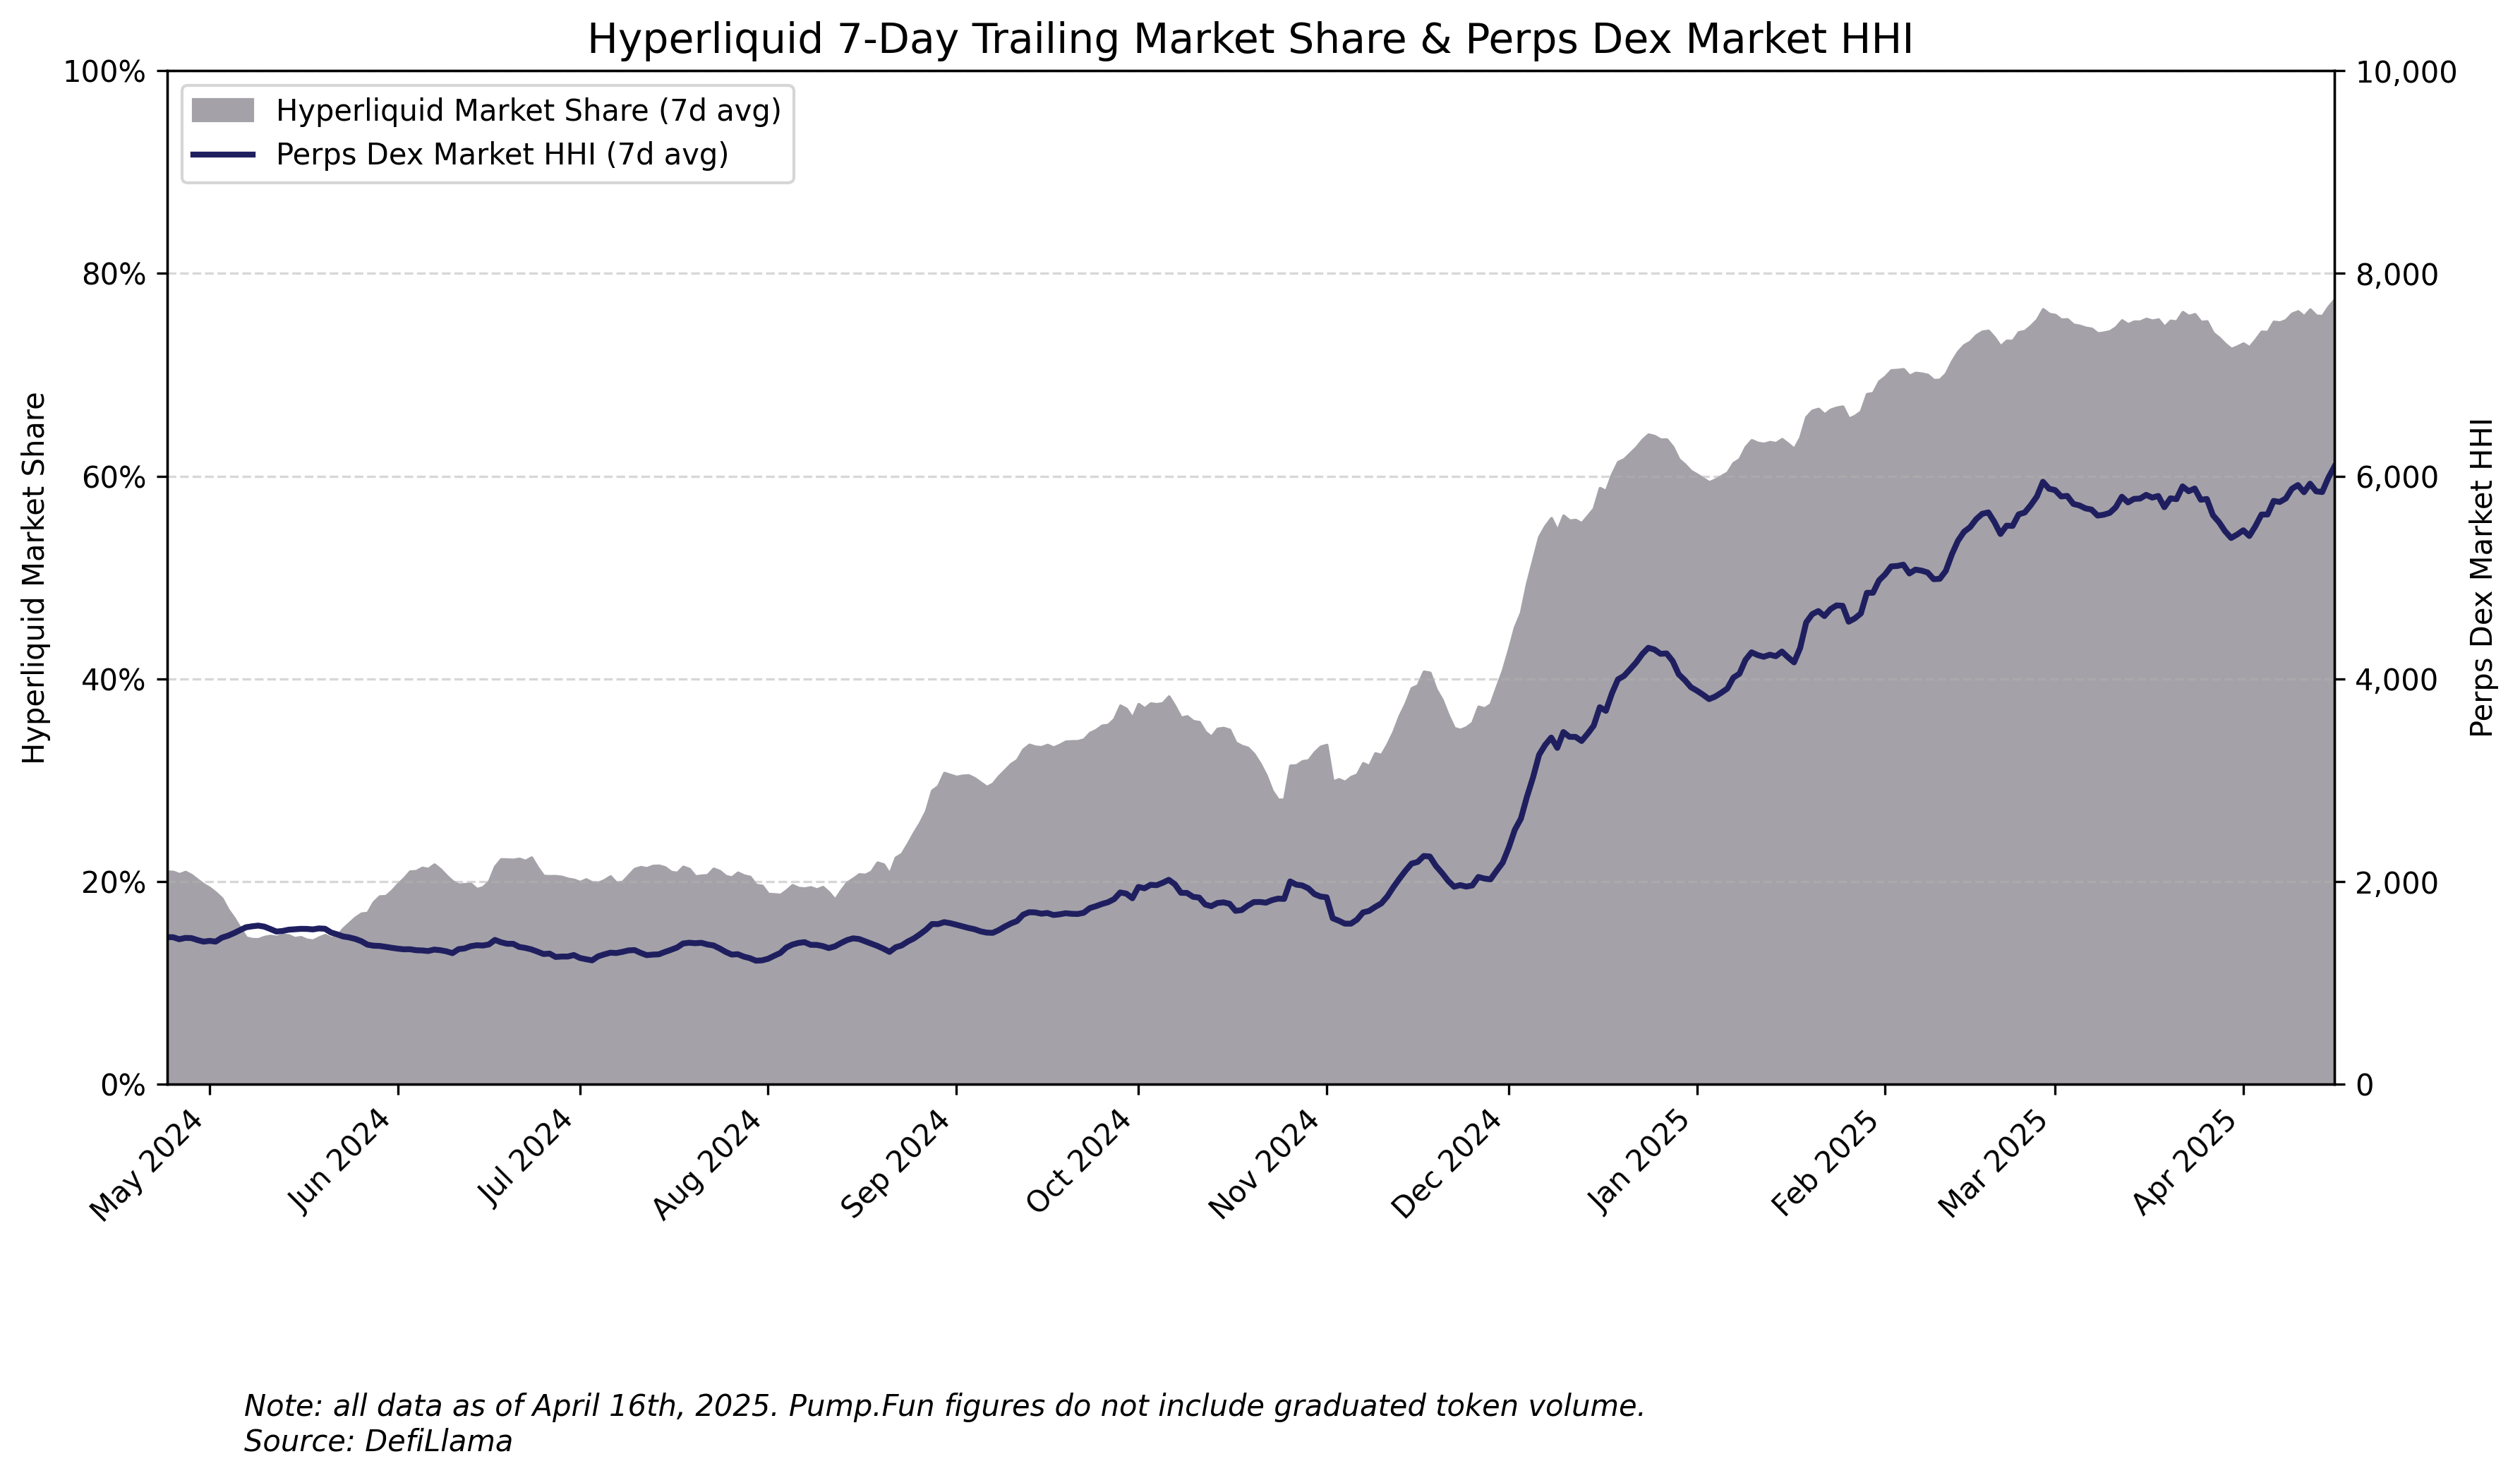 Hyperliquid 7-Day Trailing Market Share & Perps Dex Market HHI
Hyperliquid Market Share (7d avg)
Perps Dex Market HHI (7d avg)
Hyperliquid Market Share
100%
80%
60%
40%
20%
0%
10,000
8,000
6,000
4,000
2,000
0
Perps Dex Market HHI
May 2024
Jun 2024
Jul 2024
Aug 2024
Sep 2024
Oct 2024
Nov 2024
Dec 2024
Jan 2025
Feb 2025
Mar 2025
Apr 2025
Note: all data as of April 16th, 2025. Pump.Fun figures do not include graduated token volume.
Source: DefiLlama